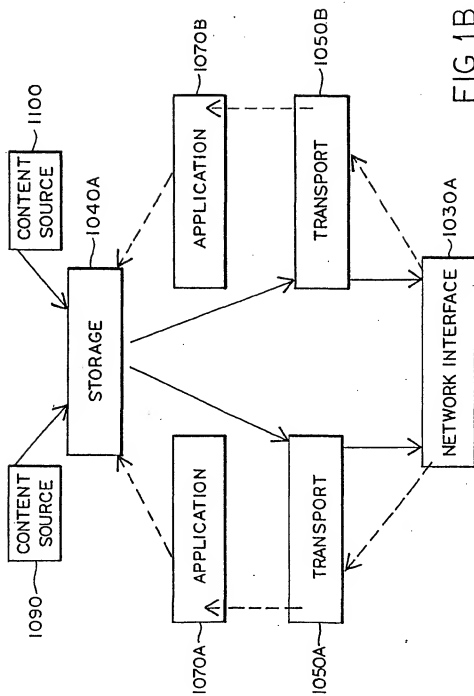 1090
CONTENT
SOURCE
CONTENT
SOURCE
1100
STORAGE
1040A
1070A
APPLICATION
APPLICATION
1070B
1050A
TRANSPORT
TRANSPORT
1050B
NETWORK INTERFACE
1030A
FIG 1B